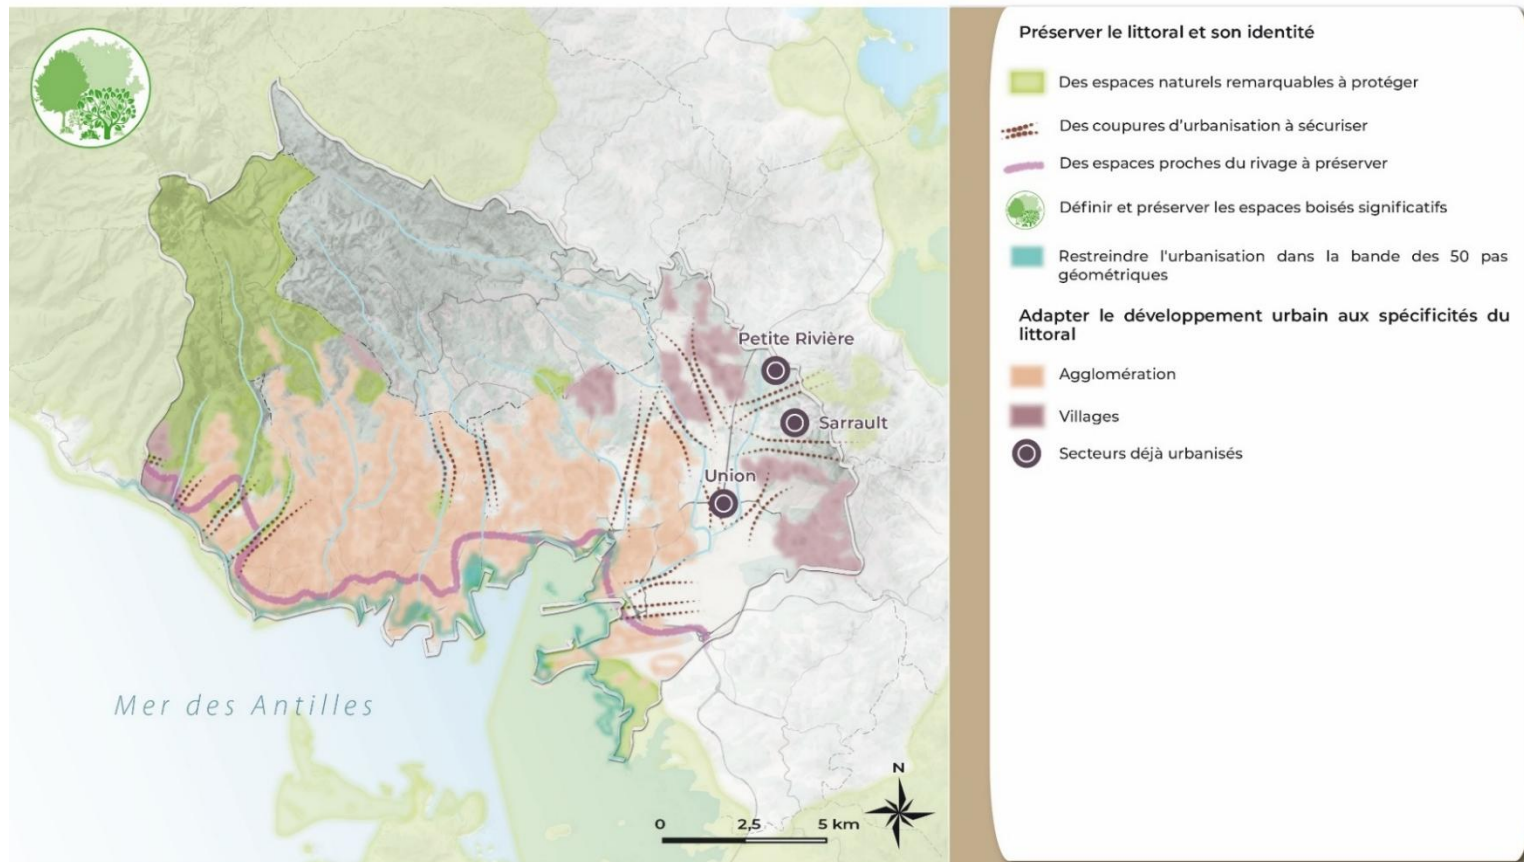 Petite Rivière
Sarrault
Union
Mer des Antilles
N
0 2,5 5 km
Préserver le littoral et son identité
Des espaces naturels remarquables à protéger
Des coupures d'urbanisation à sécuriser
Des espaces proches du rivage à préserver
Définir et préserver les espaces boisés significatifs
Restreindre l'urbanisation dans la bande des 50 pas
géométriques
Adapter le développement urbain aux spécificités du
littoral
Agglomération
Villages
Secteurs déjà urbanisés